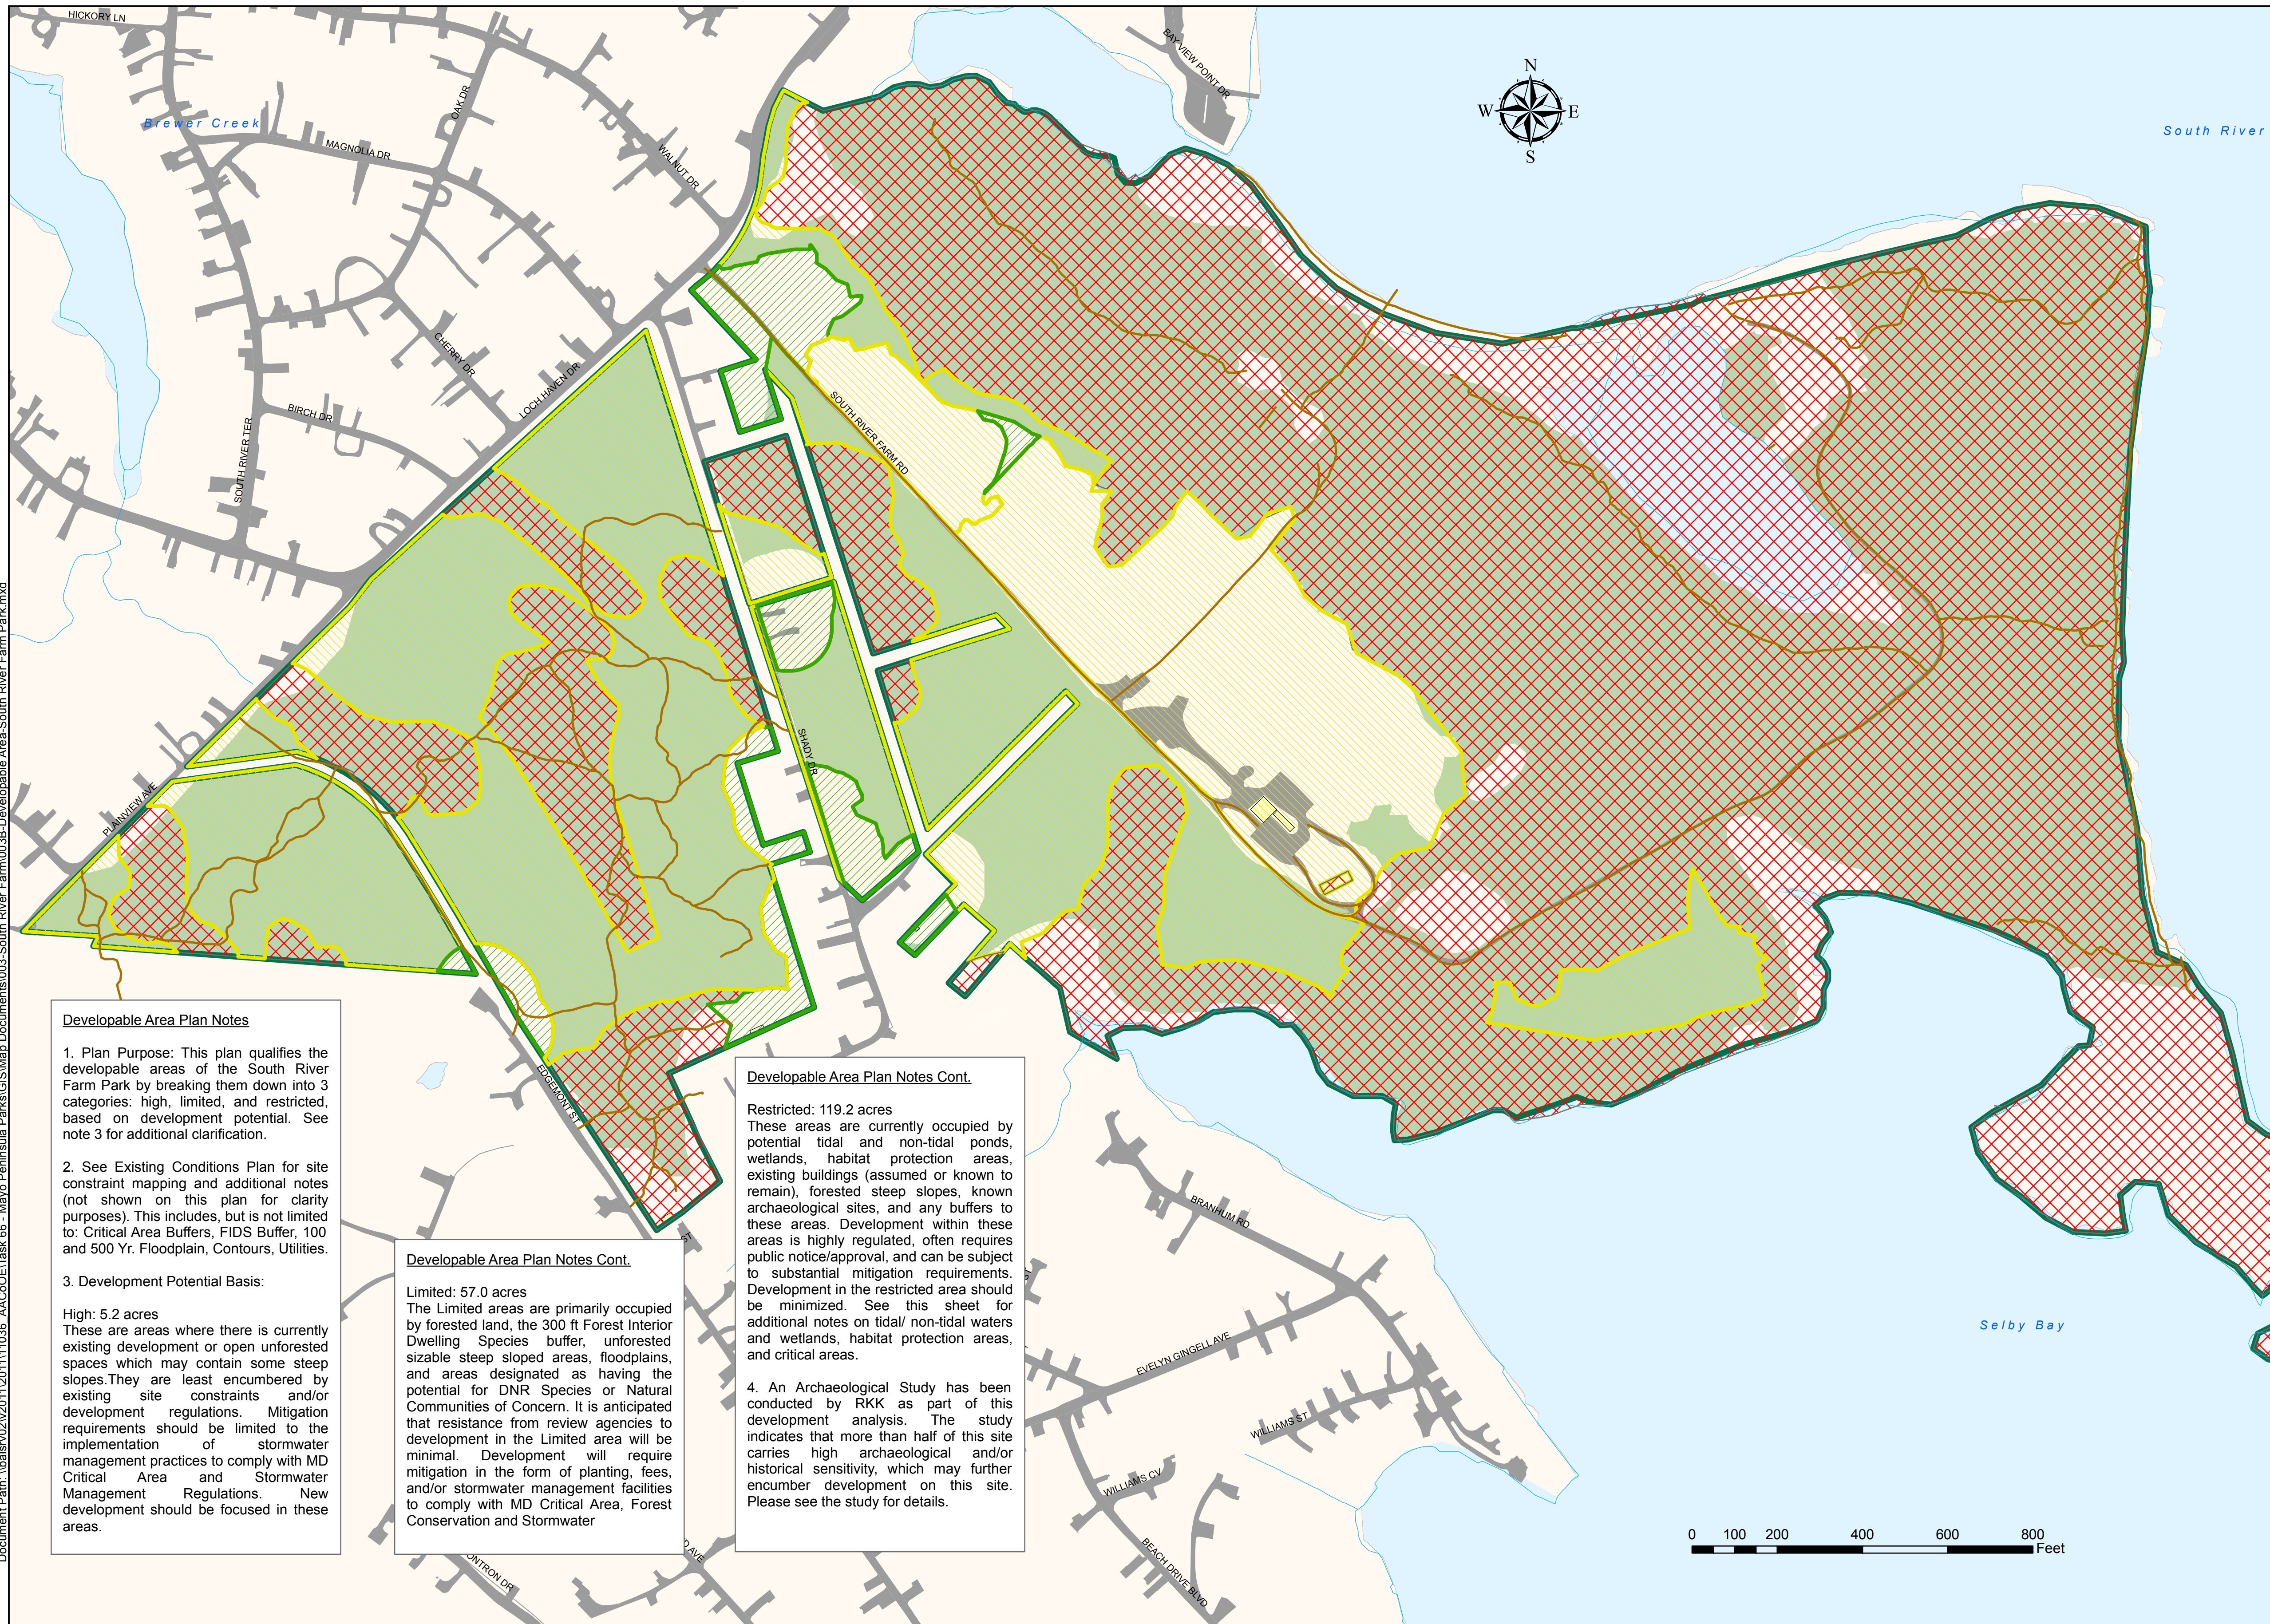 HICKORY LN
BAY VIEW POINT DR
N
W
E
S
South River
Brewer Creek
OAK DR
MAGNOLIA DR
WALNUT DR
CHERRY DR
LOCH HAVEN DR
BIRCH DR
SOUTH RIVER TER
SOUTH RIVER FARM RD
SHADY DR
PLAINVIEW AVE
EDGEMONT ST
ST
Developable Area Plan Notes
1. Plan Purpose: This plan qualifies the
developable areas of the South River
Farm Park by breaking them down into 3
categories: high, limited, and restricted,
based on development potential. See
note 3 for additional clarification.
2. See Existing Conditions Plan for site
constraint mapping and additional notes
(not shown on this plan for clarity
purposes). This includes, but is not limited
to: Critical Area Buffers, FIDS Buffer, 100
and 500 Yr. Floodplain, Contours, Utilities.
3. Development Potential Basis:
High: 5.2 acres
These are areas where there is currently
existing development or open unforested
spaces which may contain some steep
slopes.They are least encumbered by
existing site constraints and/or
development regulations. Mitigation
requirements should be limited to the
implementation of stormwater
management practices to comply with MD
Critical Area and Stormwater
Management Regulations. New
development should be focused in these
areas.
Developable Area Plan Notes Cont.
Limited: 57.0 acres
The Limited areas are primarily occupied
by forested land, the 300 ft Forest Interior
Dwelling Species buffer, unforested
sizable steep sloped areas, floodplains,
and areas designated as having the
potential for DNR Species or Natural
Communities of Concern. It is anticipated
that resistance from review agencies to
development in the Limited area will be
minimal. Development will require
mitigation in the form of planting, fees,
and/or stormwater management facilities
to comply with MD Critical Area, Forest
Conservation and Stormwater
Developable Area Plan Notes Cont.
Restricted: 119.2 acres
These areas are currently occupied by
potential tidal and non-tidal ponds,
wetlands, habitat protection areas,
existing buildings (assumed or known to
remain), forested steep slopes, known
archaeological sites, and any buffers to
these areas. Development within these
areas is highly regulated, often requires
public notice/approval, and can be subject
to substantial mitigation requirements.
Development in the restricted area should
be minimized. See this sheet for
additional notes on tidal/ non-tidal waters
and wetlands, habitat protection areas,
and critical areas.
4. An Archaeological Study has been
conducted by RKK as part of this
development analysis. The study
indicates that more than half of this site
carries high archaeological and/or
historical sensitivity, which may further
encumber development on this site.
Please see the study for details.
BRANHUM RD
EVELYN GINGELL AVE
WILLIAMS ST
WILLIAMS CV
BEACH DRIVE BLVD
Selby Bay
0 100 200 400 600 800
Feet